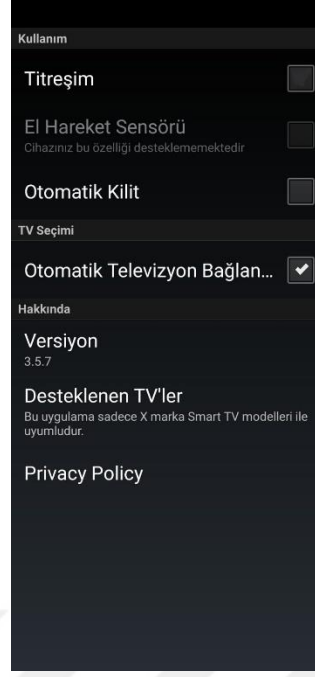 Kullanım
Titreşim
El Hareket Sensörü
Cihazınız bu özelliği desteklememektedir
Otomatik Kilit
TV Seçimi
Otomatik Televizyon Bağlan...
Hakkında
Versiyon
3.5.7
Desteklenen TV'ler
Bu uygulama sadece X marka Smart TV modelleri ile
uyumludur.
Privacy Policy